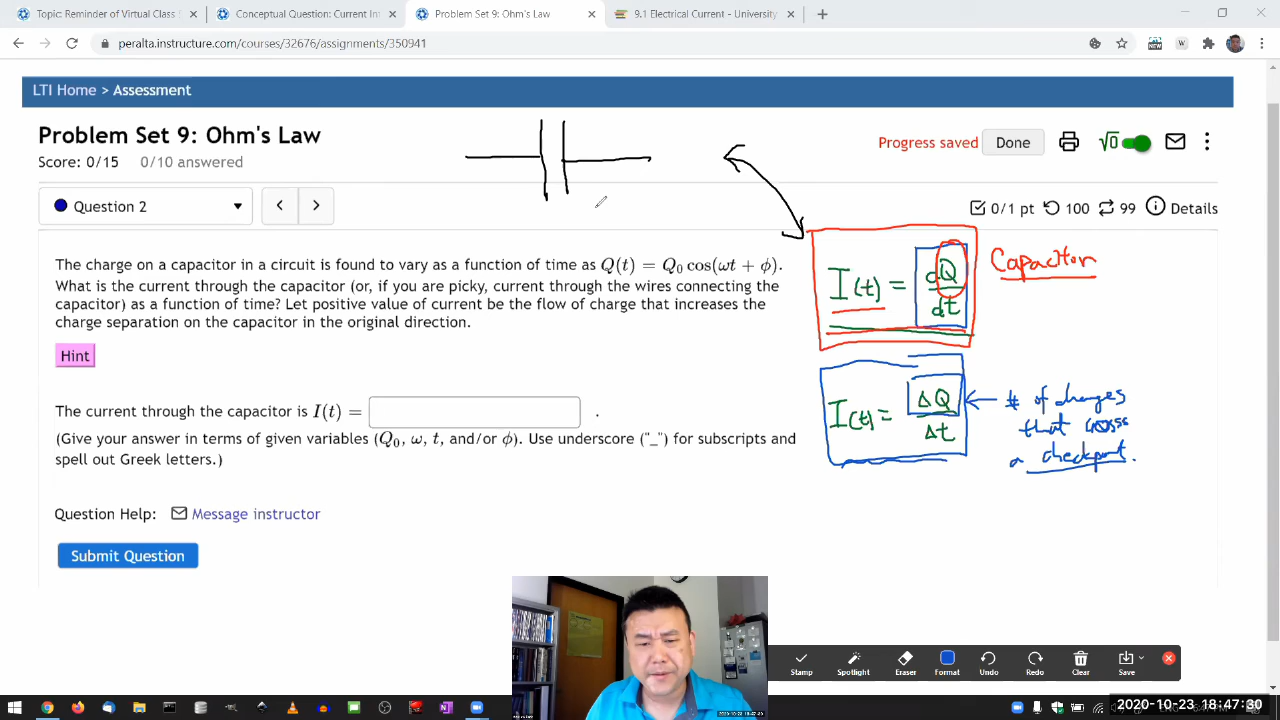 Returning to Mirror of Virtual Class
Conceptual Question: Current In
Problem Set 9: Ohm's Law
9.1 Electrical Current - University
peralta.instructure.com/courses/32676/assignments/350941
LTI Home > Assessment
Problem Set 9: Ohm's Law
Score: 0/15 0/10 answered
Progress saved
Done
√0
Question 2
<
>
0/1 pt 100 99 Details
The charge on a capacitor in a circuit is found to vary as a function of time as Q(t) = Q₀ cos(ωt + ϕ).
What is the current through the capacitor (or, if you are picky, current through the wires connecting the
capacitor) as a function of time? Let positive value of current be the flow of charge that increases the
charge separation on the capacitor in the original direction.
Hint
The current through the capacitor is I(t) = .
(Give your answer in terms of given variables (Q₀, ω, t, and/or ϕ). Use underscore ("_") for subscripts and
spell out Greek letters.)
Question Help: Message instructor
Submit Question
I(t) = dQ/dt
Capacitor
I(t) = ΔQ/Δt
# of charges
that cross
a checkpoint.
Stamp
Spotlight
Eraser
Format
Undo
Redo
Clear
Save
2020-10-23 18:47:30